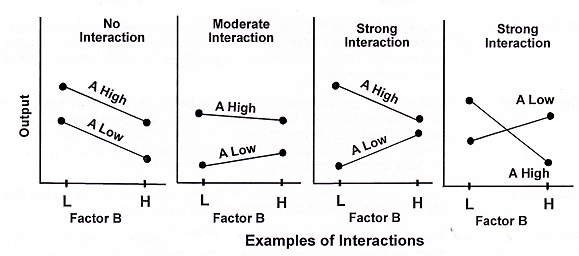 No
Interaction
Moderate
Interaction
Strong
Interaction
Strong
Interaction
Output
A High
A Low
A High
A Low
A High
A Low
A Low
A High
L H
L H
L H
L H
Factor B
Factor B
Factor B
Factor B
Examples of Interactions